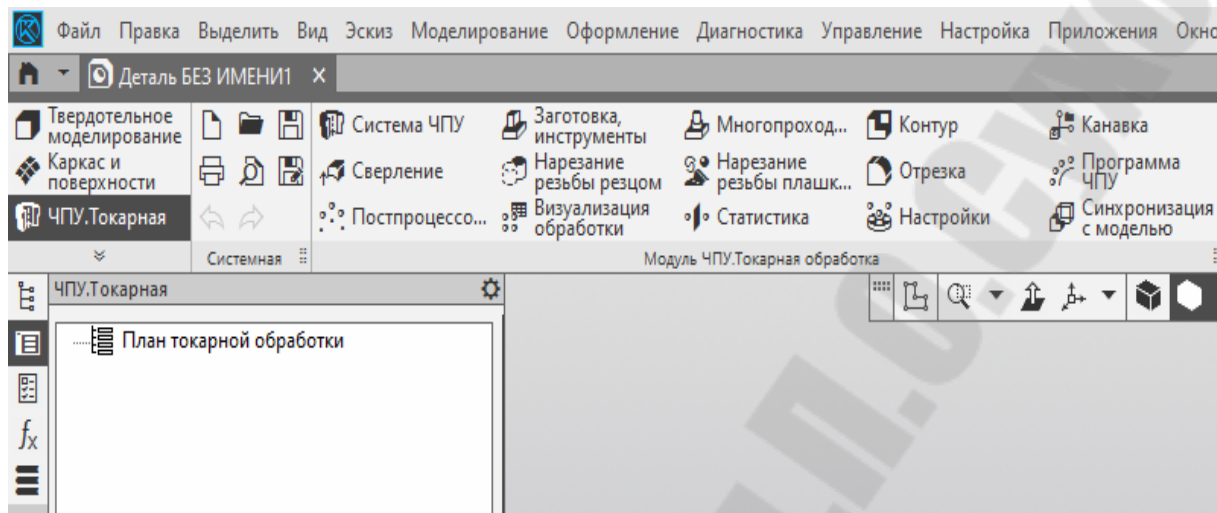 Файл Правка Выделить Вид Эскиз Моделирование Оформление Диагностика Управление Настройка Приложения Окно
Деталь БЕЗ ИМЕНИ1
Твердотельное моделирование
Каркас и поверхности
ЧПУ.Токарная
Системная
Система ЧПУ
Заготовка, инструменты
Многопроход...
Контур
Канавка
Сверление
Нарезание резьбы резцом
Нарезание резьбы плашк...
Отрезка
Программа ЧПУ
Постпроцессо...
Визуализация обработки
Статистика
Настройки
Синхронизация с моделью
Модуль ЧПУ.Токарная обработка
ЧПУ.Токарная
План токарной обработки
fx